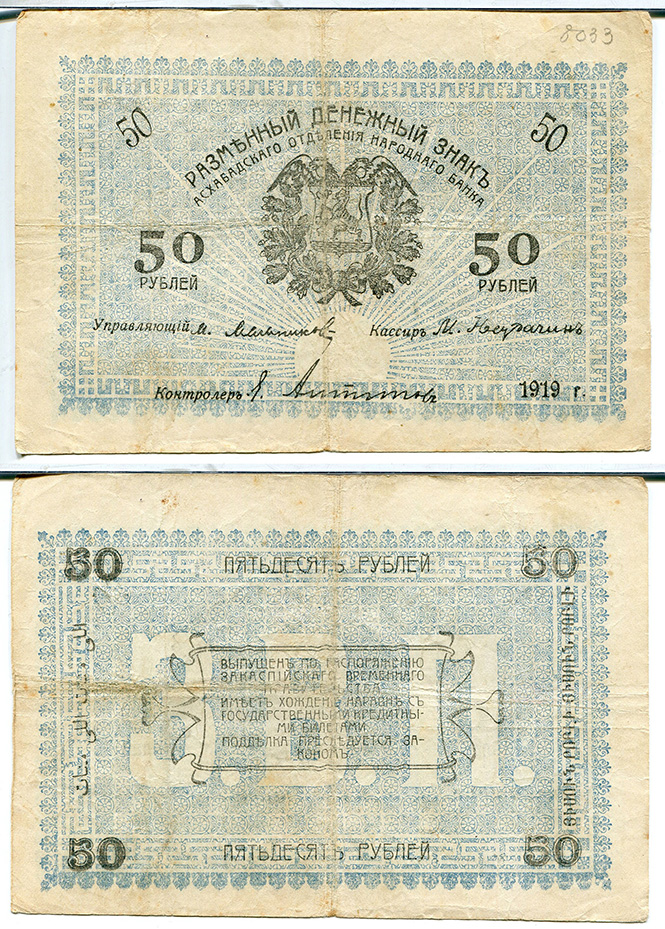 8033
50 50
РАЗМѢННЫЙ ДЕНЕЖНЫЙ ЗНАКЪ
АСХАБАДСКАГО ОТДѢЛЕНІЯ НАРОДНАГО БАНКА
50 50
РУБЛЕЙ РУБЛЕЙ
Управляющій М. Кассиръ М.
Контролеръ
1919 г.
50 ПЯТЬДЕСЯТЬ РУБЛЕЙ 50
ВЫПУЩЕНЪ ПО РАСПОРЯЖЕНІЮ
ЗАКАСПІЙСКАГО ВРЕМЕННАГО
ПРАВИТЕЛЬСТВА
ИМѢЕТЪ ХОЖДЕНІЕ НАРАВНѢ СЪ
ГОСУДАРСТВЕННЫМИ КРЕДИТНЫ-
МИ БИЛЕТАМИ
ПОДДѢЛКА ПРЕСЛѢДУЕТСЯ ЗА-
КОНОМЪ
50 ПЯТЬДЕСЯТЬ РУБЛЕЙ 50